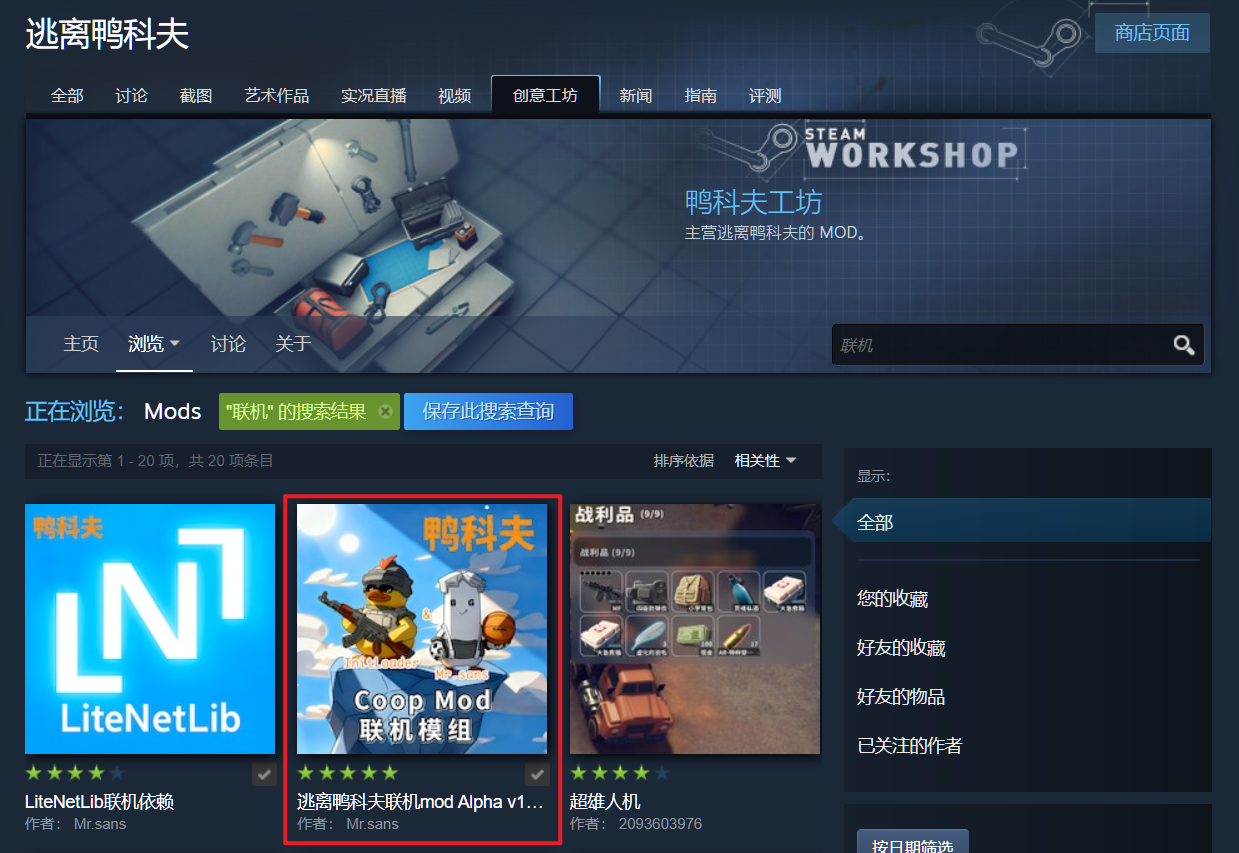 逃离鸭科夫
商店页面
全部 讨论 截图 艺术作品 实况直播 视频 创意工坊 新闻 指南 评测
STEAM
WORKSHOP
鸭科夫工坊
主营逃离鸭科夫的 MOD。
主页 浏览 讨论 关于
联机
正在浏览： Mods "联机" 的搜索结果 保存此搜索查询
正在显示第 1 - 20 项，共 20 项条目
排序依据 相关性
显示：
全部
您的收藏
好友的收藏
好友的物品
已关注的作者
按日期筛选
鸭科夫
LN
LiteNetLib
LiteNetLib联机依赖
作者： Mr.sans
鸭科夫
&
InitLoader
Mr.sans
Coop Mod
联机模组
逃离鸭科夫联机mod Alpha v1...
作者： Mr.sans
战利品 (9/9)
战利品 (9/9)
超雄人机
作者： 2093603976